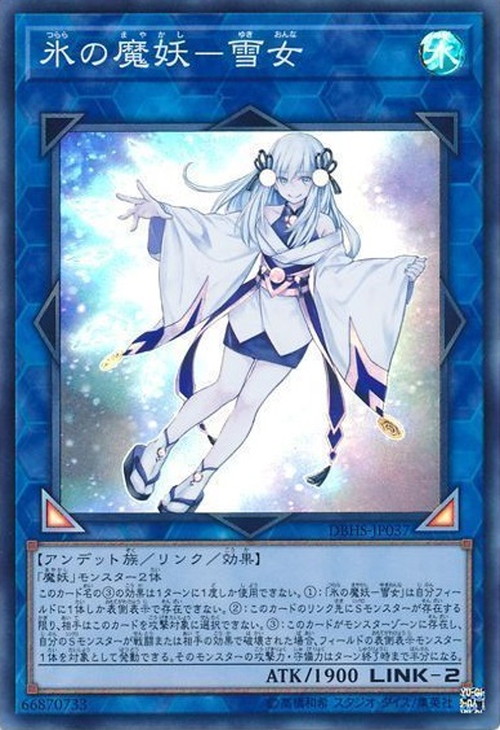 氷の魔妖－雪女
水
DBHS-JP037
【アンデット族／リンク／効果】
「魔妖」モンスター２体
このカード名の③の効果は１ターンに１度しか使用できない。①：「氷の魔妖－雪女」は自分フィー
ルドに１体しか表側表示で存在できない。②：このカードのリンク先にＳモンスターが存在する
限り、相手はこのカードを攻撃対象に選択できない。③：このカードがモンスターゾーンに存在し、
自分のＳモンスターが戦闘または相手の効果で破壊された場合、フィールドの表側表示モンスター
１体を対象として発動できる。そのモンスターの攻撃力・守備力はターン終了時まで半分になる。
ATK/1900 LINK-2
66870733 ©高橋和希 スタジオ・ダイス/集英社